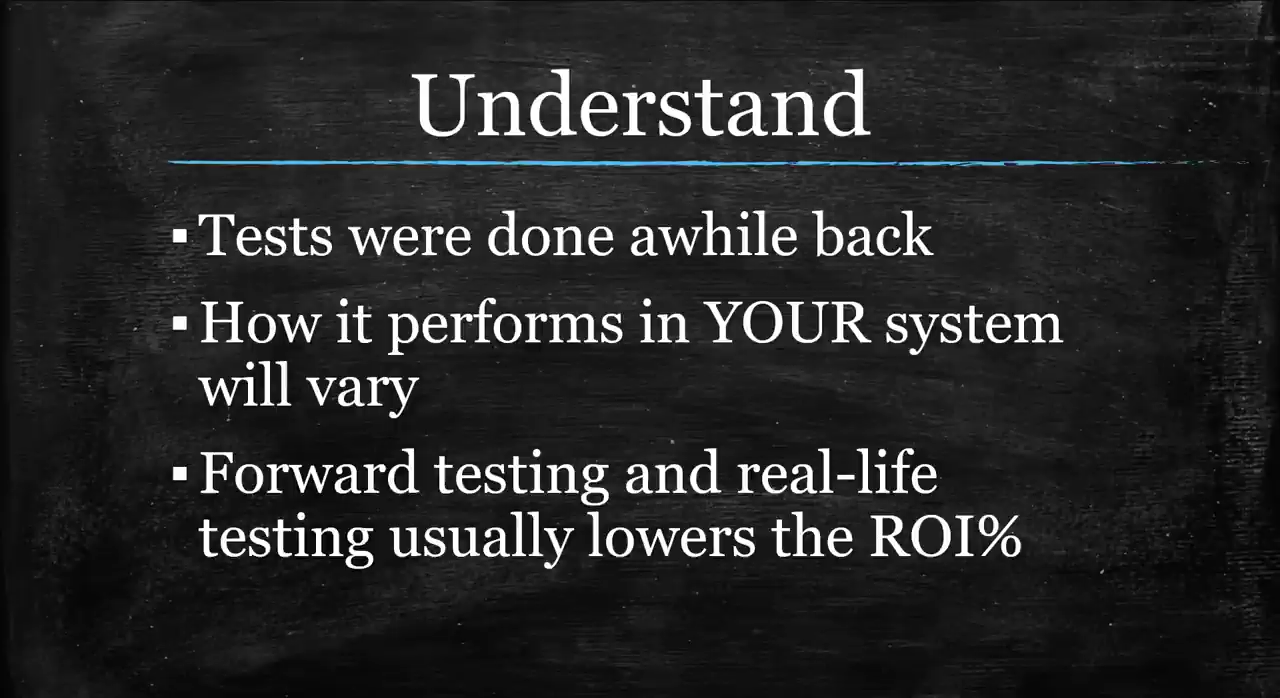 Understand
▪ Tests were done awhile back
▪ How it performs in YOUR system
will vary
▪ Forward testing and real-life
testing usually lowers the ROI%